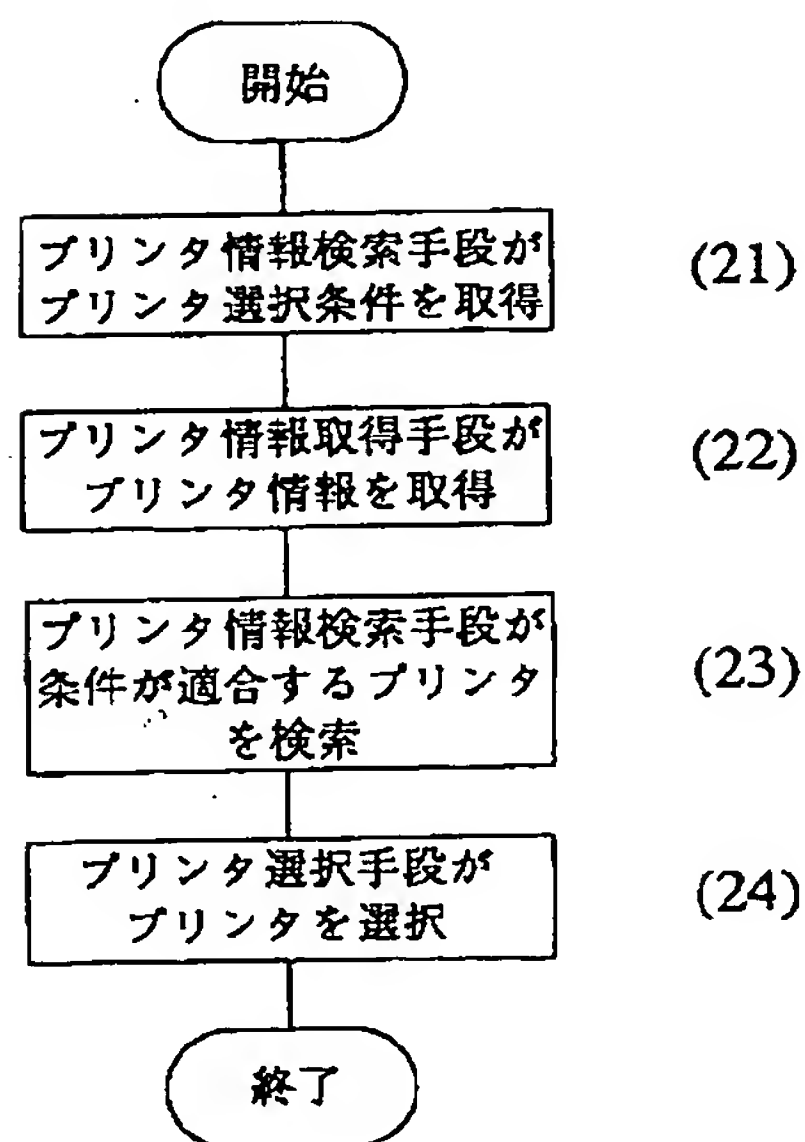 開始
プリンタ情報検索手段が
プリンタ選択条件を取得
(21)
プリンタ情報取得手段が
プリンタ情報を取得
(22)
プリンタ情報検索手段が
条件が適合するプリンタ
を検索
(23)
プリンタ選択手段が
プリンタを選択
(24)
終了